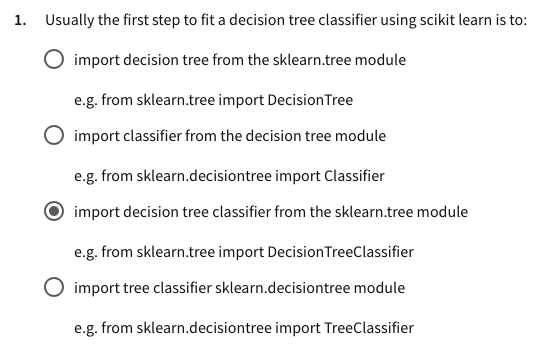 1. Usually the first step to fit a decision tree classifier using scikit learn is to:
import decision tree from the sklearn.tree module
e.g. from sklearn.tree import DecisionTree
import classifier from the decision tree module
e.g. from sklearn.decisiontree import Classifier
import decision tree classifier from the sklearn.tree module
e.g. from sklearn.tree import DecisionTreeClassifier
import tree classifier sklearn.decisiontree module
e.g. from sklearn.decisiontree import TreeClassifier